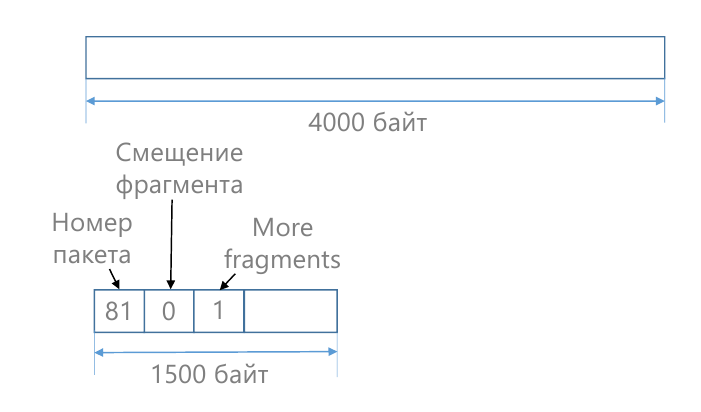 4000 байт
Смещение
фрагмента
Номер
пакета
More
fragments
81 0 1
1500 байт